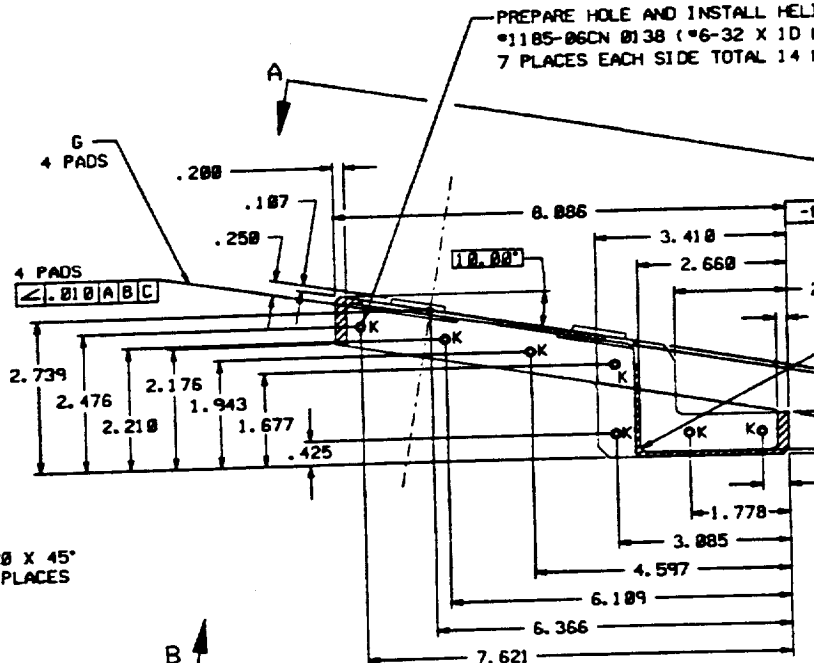 PREPARE HOLE AND INSTALL HELI
*1185-06CN 0138 (*6-32 X 1D
7 PLACES EACH SIDE TOTAL 14
A
G
4 PADS
.200
.107
.250
8.086
3.410
2.660
10.00°
4 PADS
∠ .010 A B C
K
K
K
K
K
K
K
2.739
2.476
2.210
2.176
1.943
1.677
.425
1.778
3.085
4.597
6.109
6.366
7.621
X 45°
PLACES
B